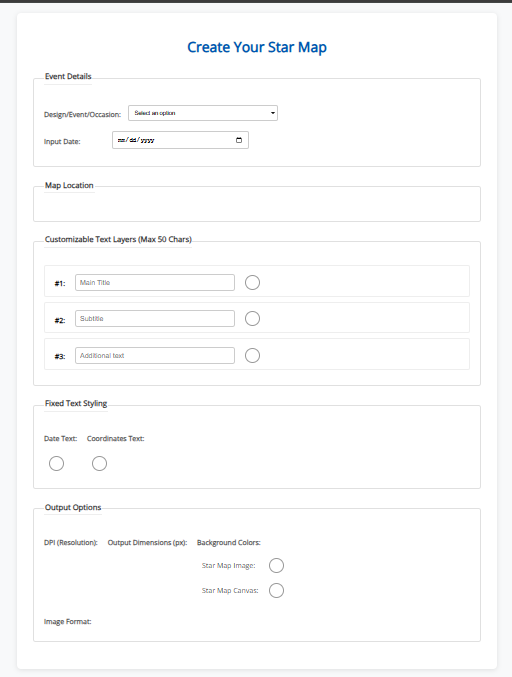 Create Your Star Map
Event Details
Design/Event/Occasion: Select an option
Input Date: mm/dd/yyyy
Map Location
Customizable Text Layers (Max 50 Chars)
#1: Main Title
#2: Subtitle
#3: Additional text
Fixed Text Styling
Date Text: Coordinates Text:
Output Options
DPI (Resolution): Output Dimensions (px): Background Colors:
Star Map Image:
Star Map Canvas:
Image Format: